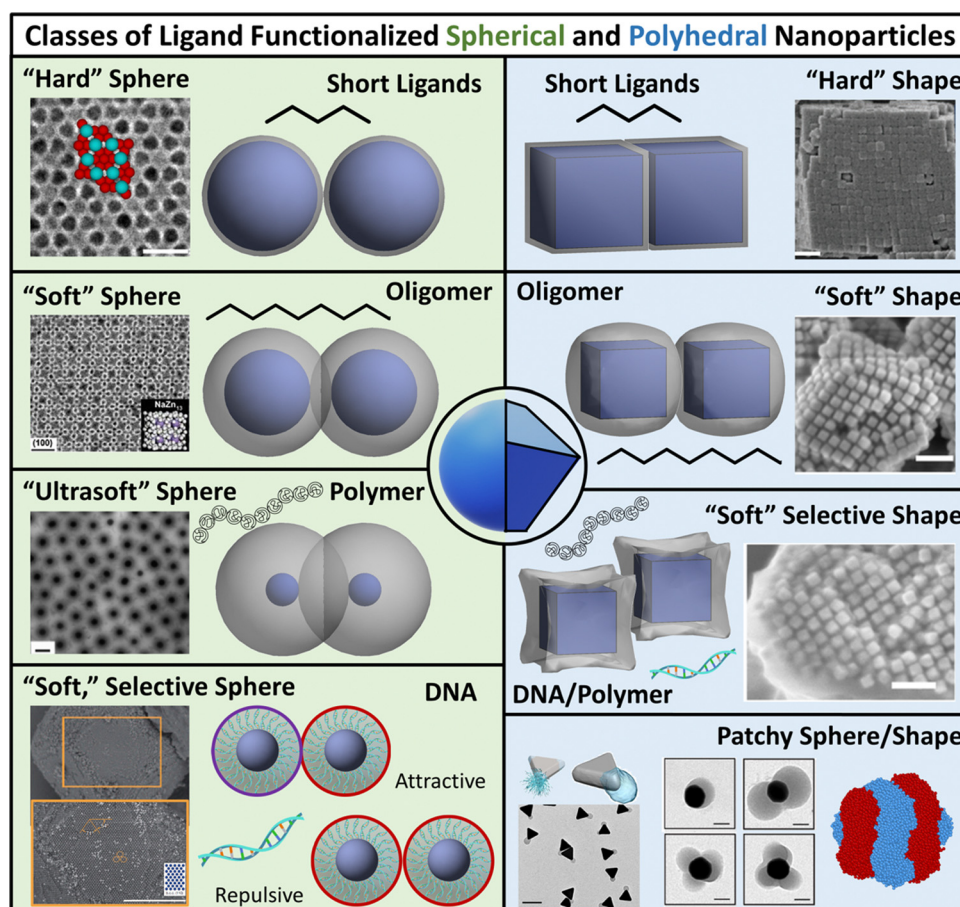 Classes of Ligand Functionalized Spherical and Polyhedral Nanoparticles
“Hard” Sphere
Short Ligands
Short Ligands
“Hard” Shape
“Soft” Sphere
Oligomer
NaZn13
(100)
Oligomer
“Soft” Shape
“Ultrasoft” Sphere
Polymer
“Soft” Selective Shape
DNA/Polymer
“Soft,” Selective Sphere
DNA
Attractive
Repulsive
Patchy Sphere/Shape